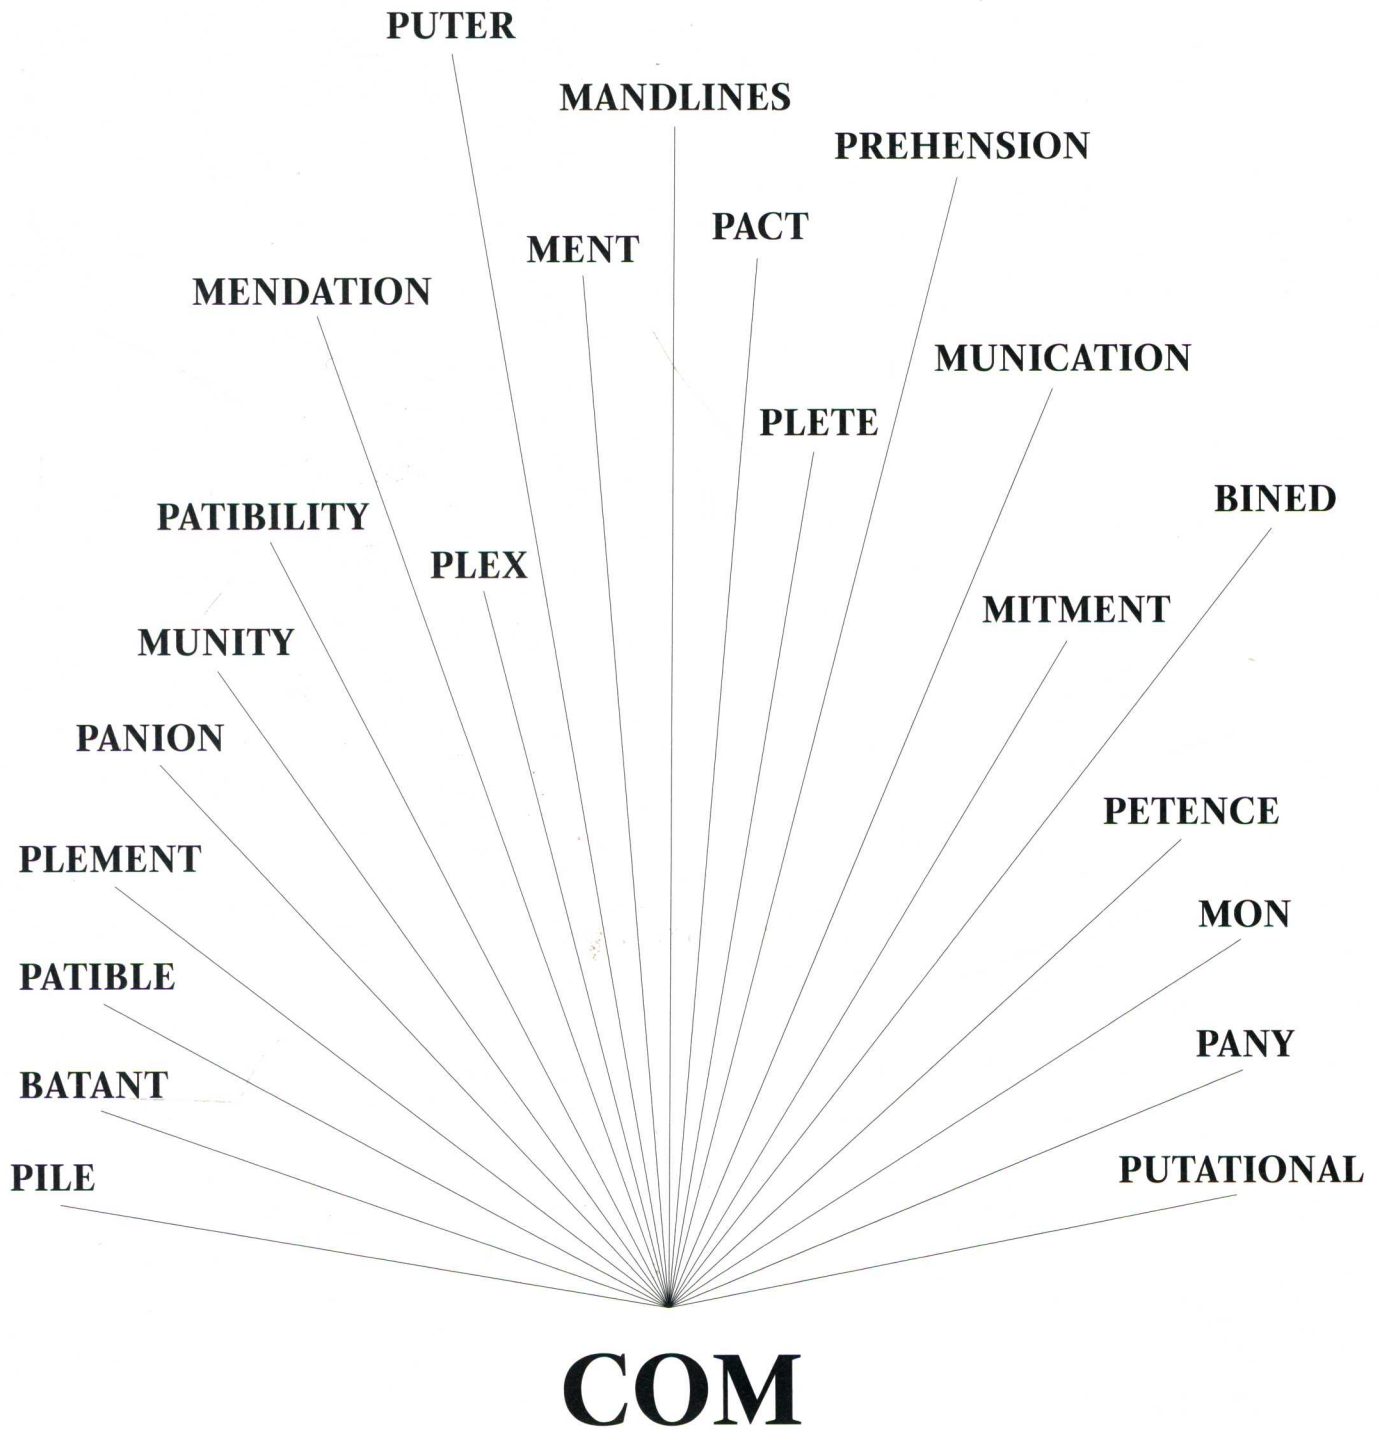 PUTER
MANDLINES
PREHENSION
PACT
MENT
MENDATION
MUNICATION
PLETE
BINED
PATIBILITY
PLEX
MITMENT
MUNITY
PANION
PETENCE
PLEMENT
MON
PATIBLE
PANY
BATANT
PUTATIONAL
PILE
COM